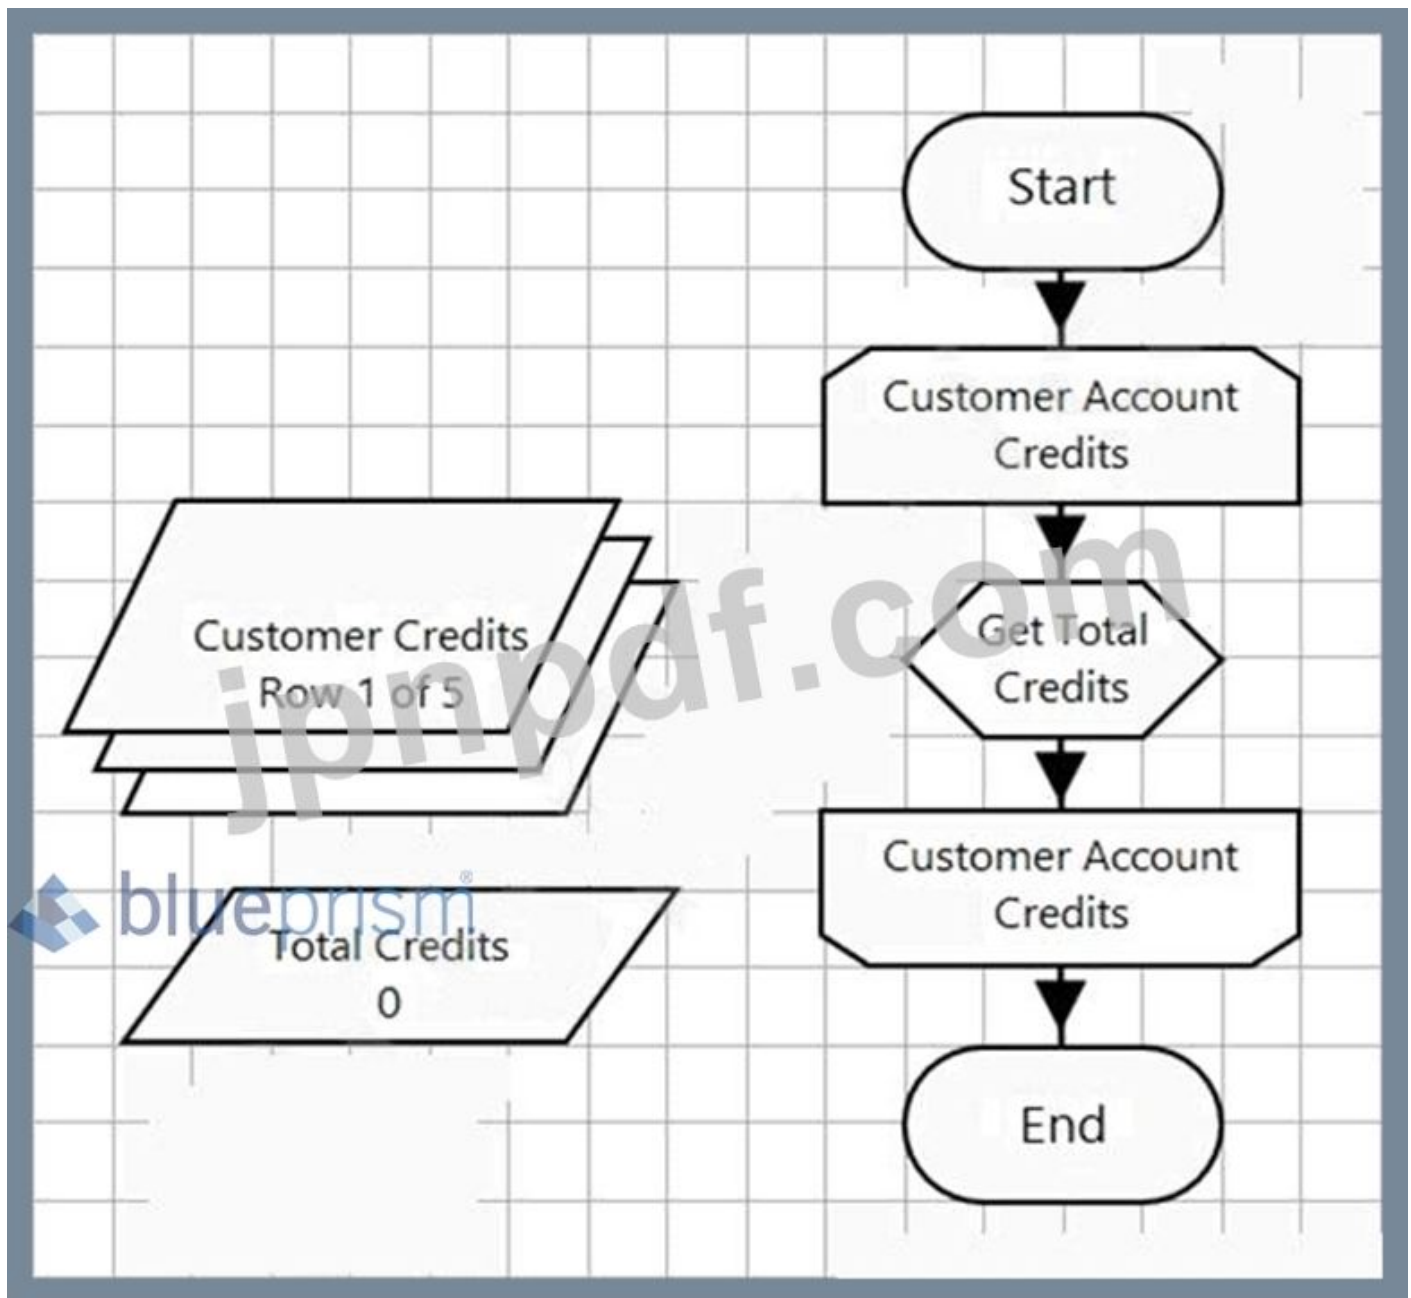 Start
Customer Account
Credits
Customer Credits
Row 1 of 5
Get Total
Credits
jpnpdf.com
Customer Account
Credits
blueprism®
Total Credits
0
End